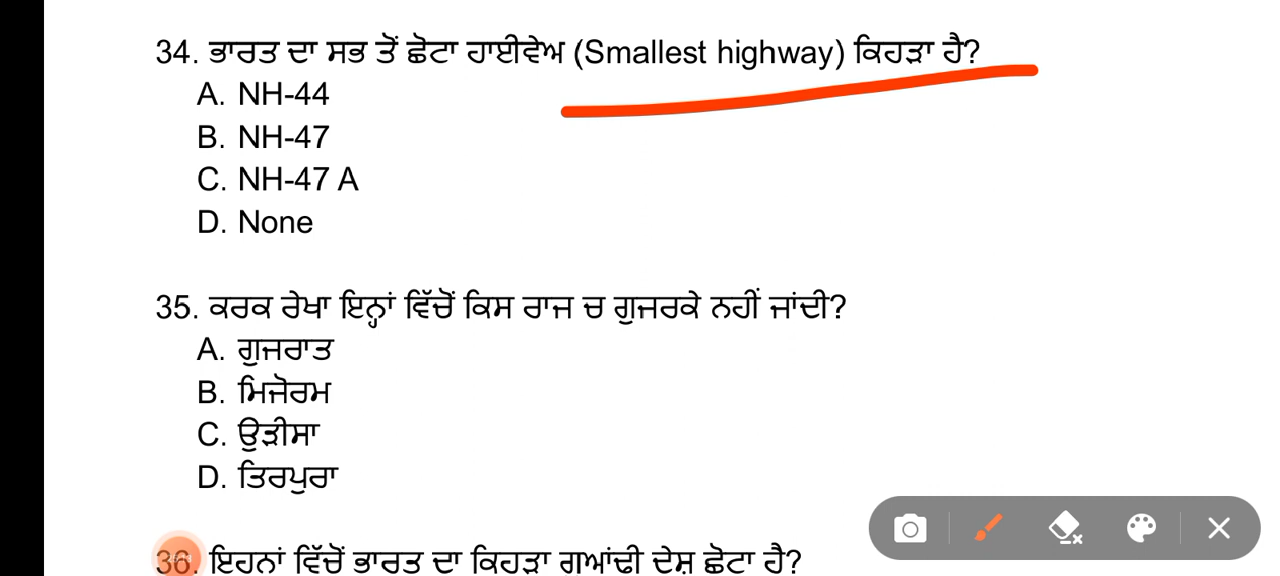 34. ਭਾਰਤ ਦਾ ਸਭ ਤੋਂ ਛੋਟਾ ਹਾਈਵੇਅ (Smallest highway) ਕਿਹੜਾ ਹੈ?
A. NH-44
B. NH-47
C. NH-47 A
D. None
35. ਕਰਕ ਰੇਖਾ ਇਨ੍ਹਾਂ ਵਿੱਚੋਂ ਕਿਸ ਰਾਜ ਚ ਗੁਜਰਕੇ ਨਹੀਂ ਜਾਂਦੀ?
A. ਗੁਜਰਾਤ
B. ਮਿਜੋਰਮ
C. ਉੜੀਸਾ
D. ਤਿਰਪੁਰਾ
36. ਇਹਨਾਂ ਵਿੱਚੋਂ ਭਾਰਤ ਦਾ ਕਿਹੜਾ ਗੁਆਂਢੀ ਦੇਸ਼ ਛੋਟਾ ਹੈ?